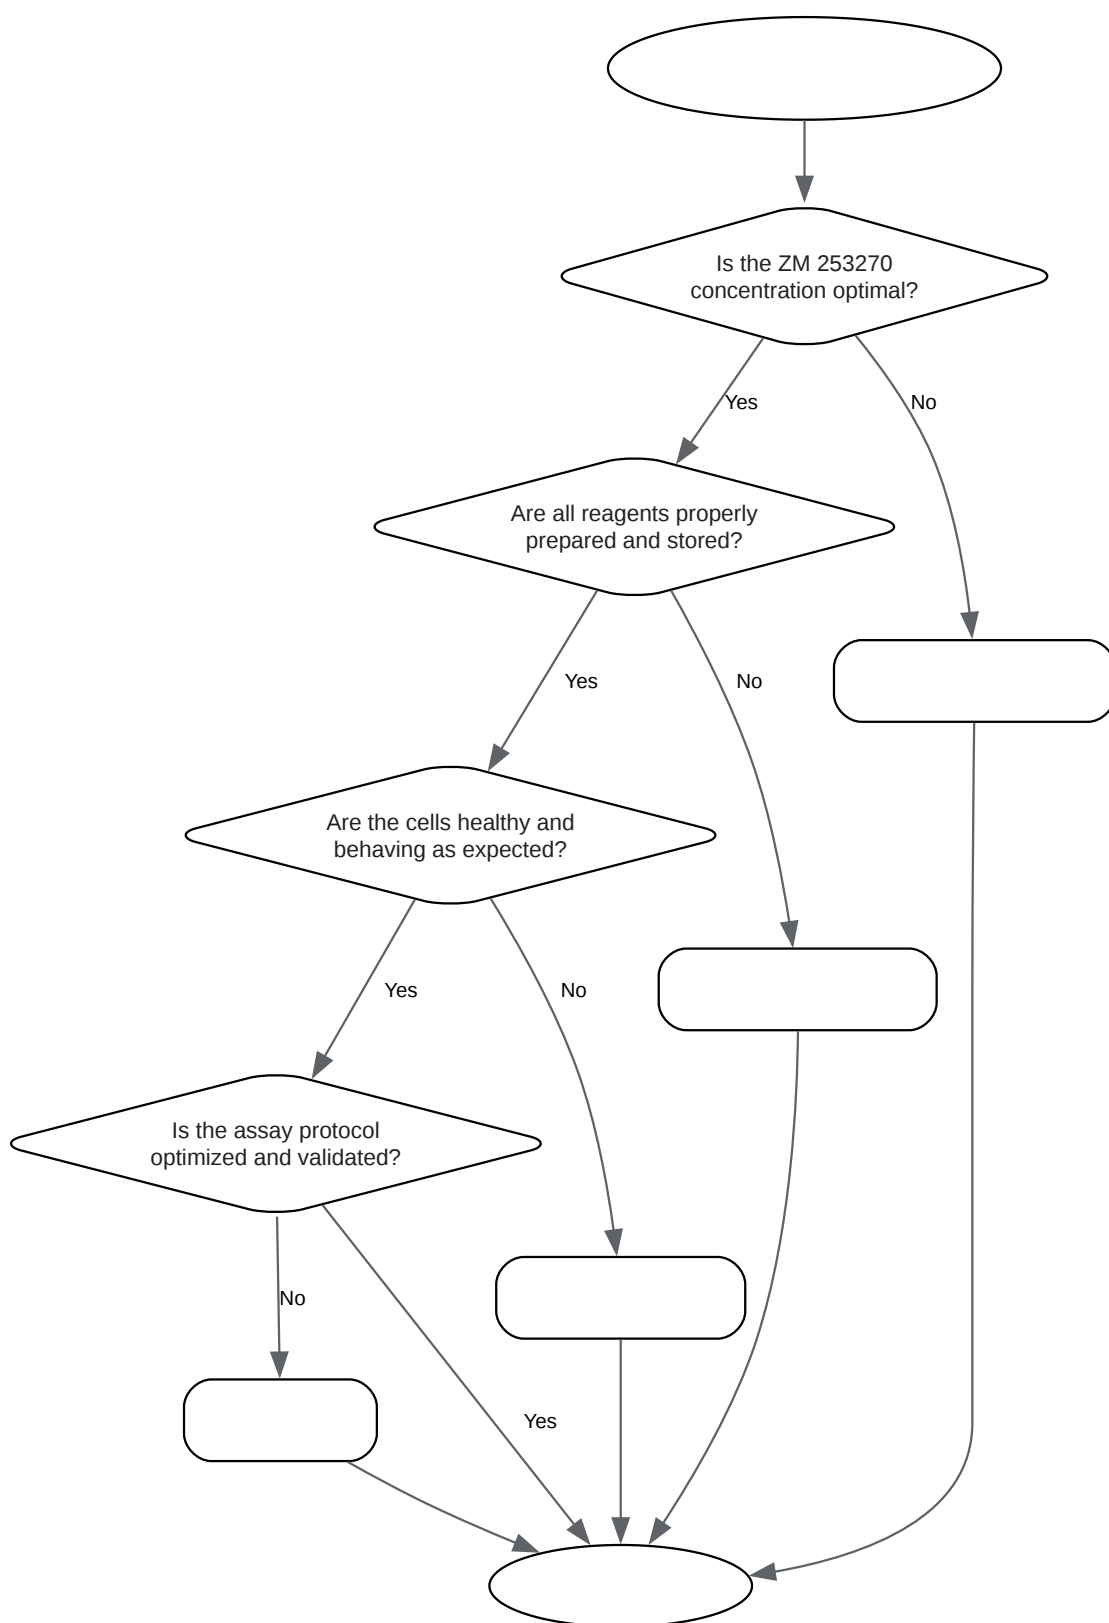 Is the ZM 253270
concentration optimal?
Yes
No
Are all reagents properly
prepared and stored?
Yes
No
Are the cells healthy and
behaving as expected?
Yes
No
Is the assay protocol
optimized and validated?
No
Yes